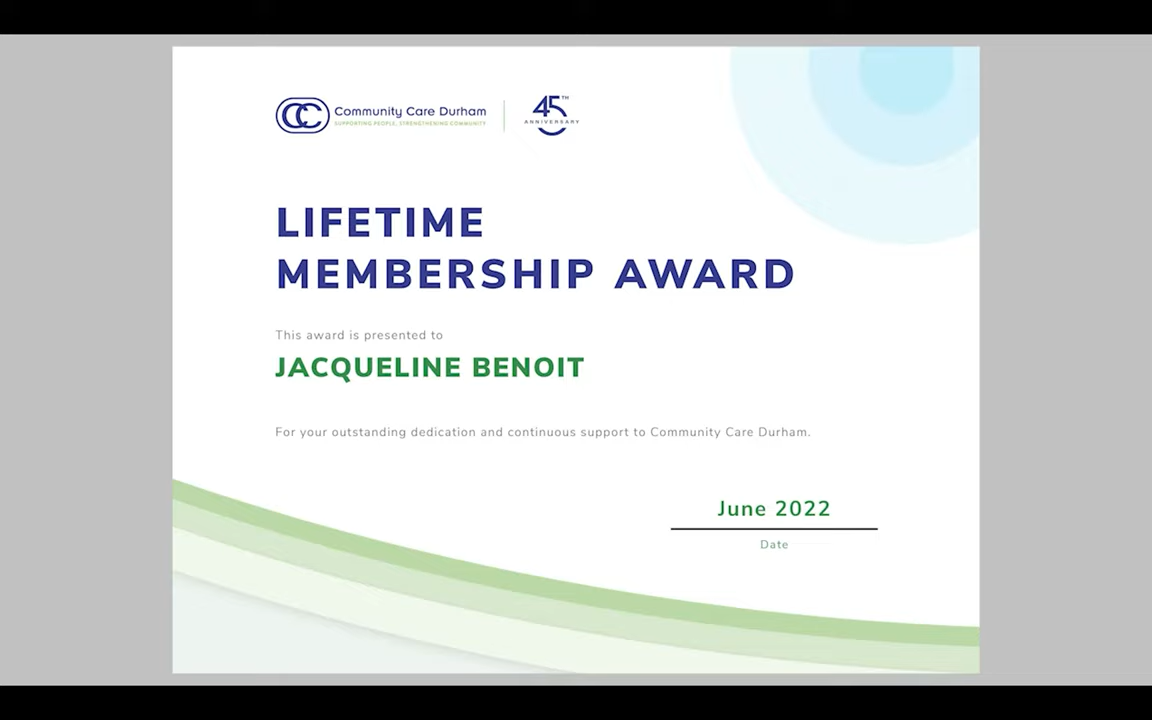 CC Community Care Durham
SUPPORTING PEOPLE, STRENGTHENING COMMUNITY
45TH
ANNIVERSARY
LIFETIME
MEMBERSHIP AWARD
This award is presented to
JACQUELINE BENOIT
For your outstanding dedication and continuous support to Community Care Durham.
June 2022
Date